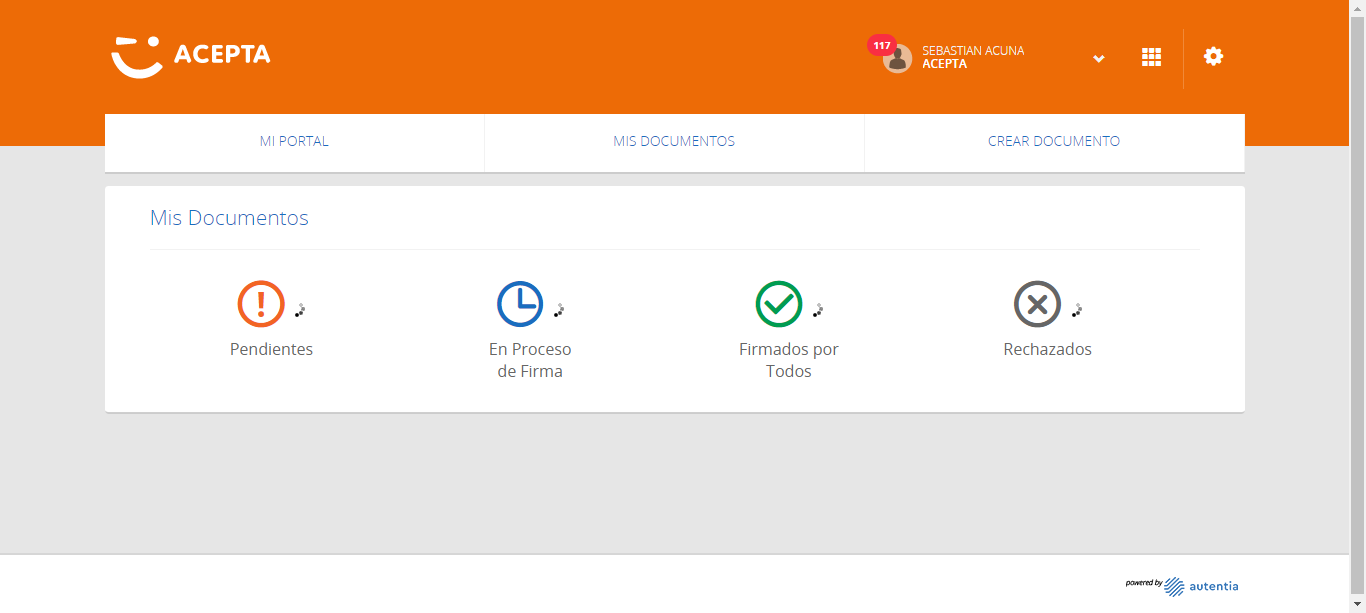 ACEPTA
117
SEBASTIAN ACUNA
ACEPTA
MI PORTAL
MIS DOCUMENTOS
CREAR DOCUMENTO
Mis Documentos
Pendientes
En Proceso
de Firma
Firmados por
Todos
Rechazados
powered by
autentia